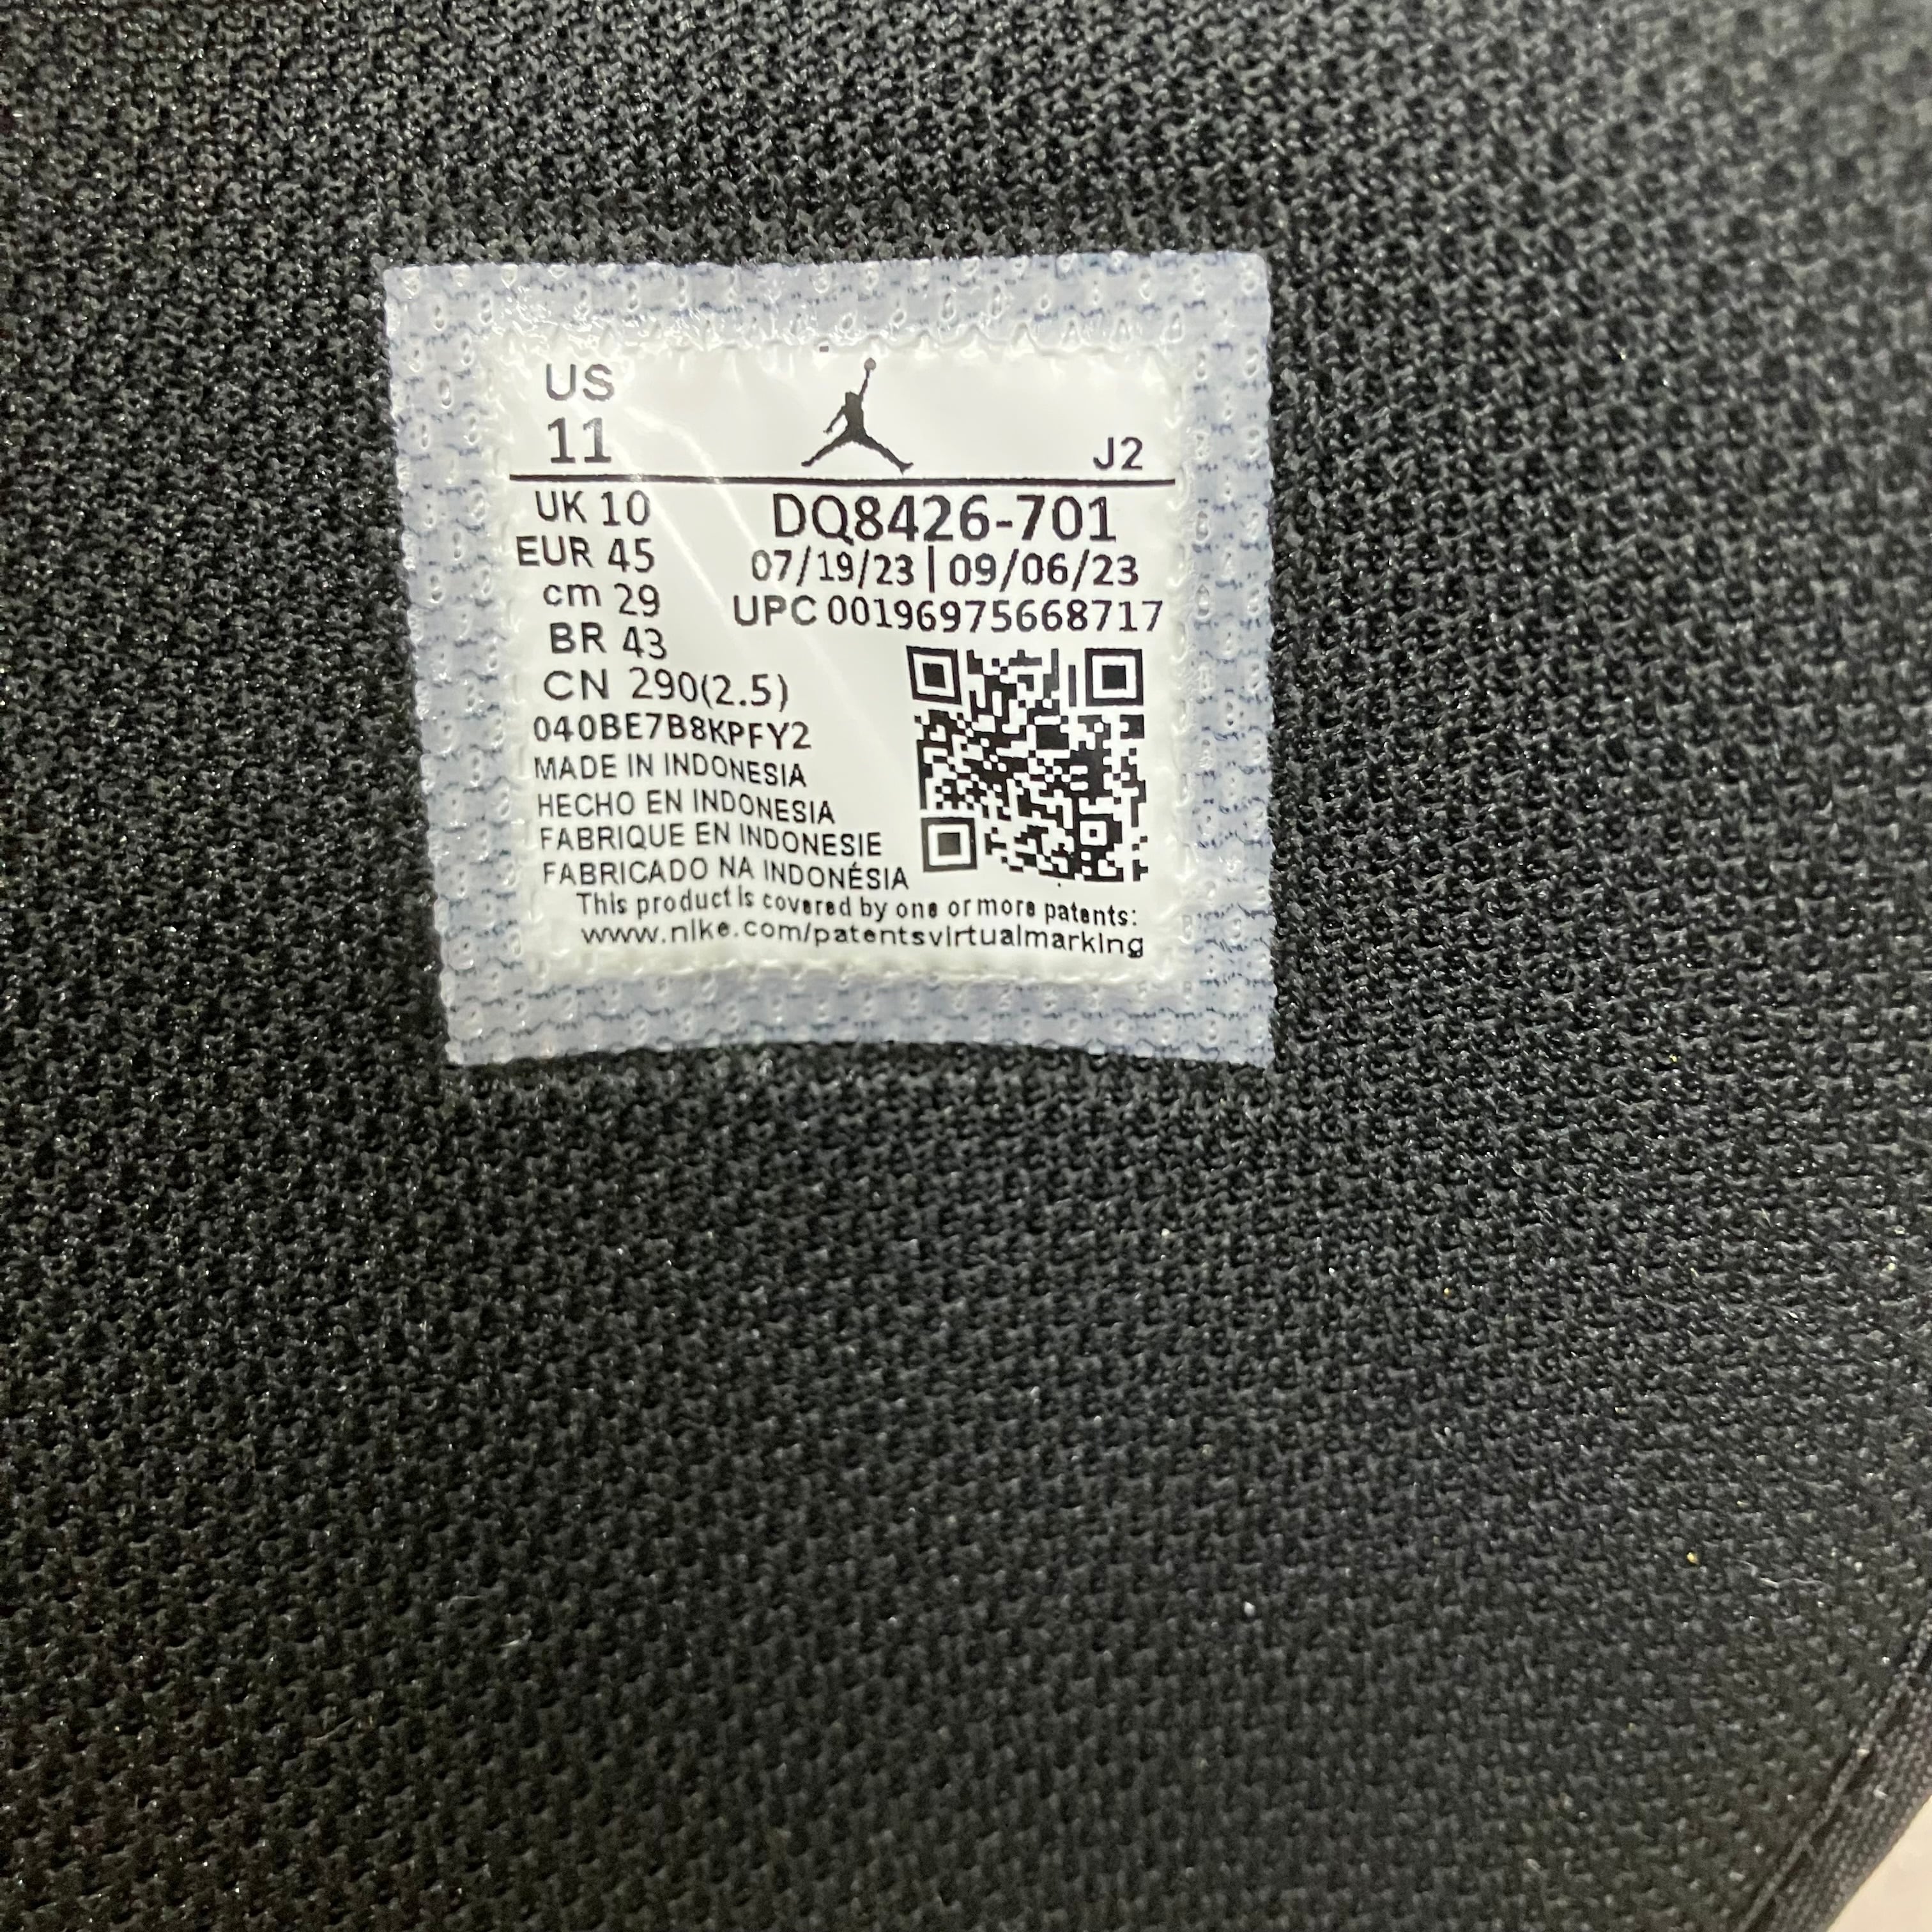 US
11
J2
UK 10
EUR 45
cm 29
BR 43
CN 290(2.5)
DQ8426-701
07/19/23|09/06/23
UPC 00196975668717
040BE7B8KPFY2
MADE IN INDONESIA
HECHO EN INDONESIA
FABRIQUE EN INDONESIE
FABRICADO NA INDONÉSIA
This product is covered by one or more patents:
www.nike.com/patentsvirtualmarking